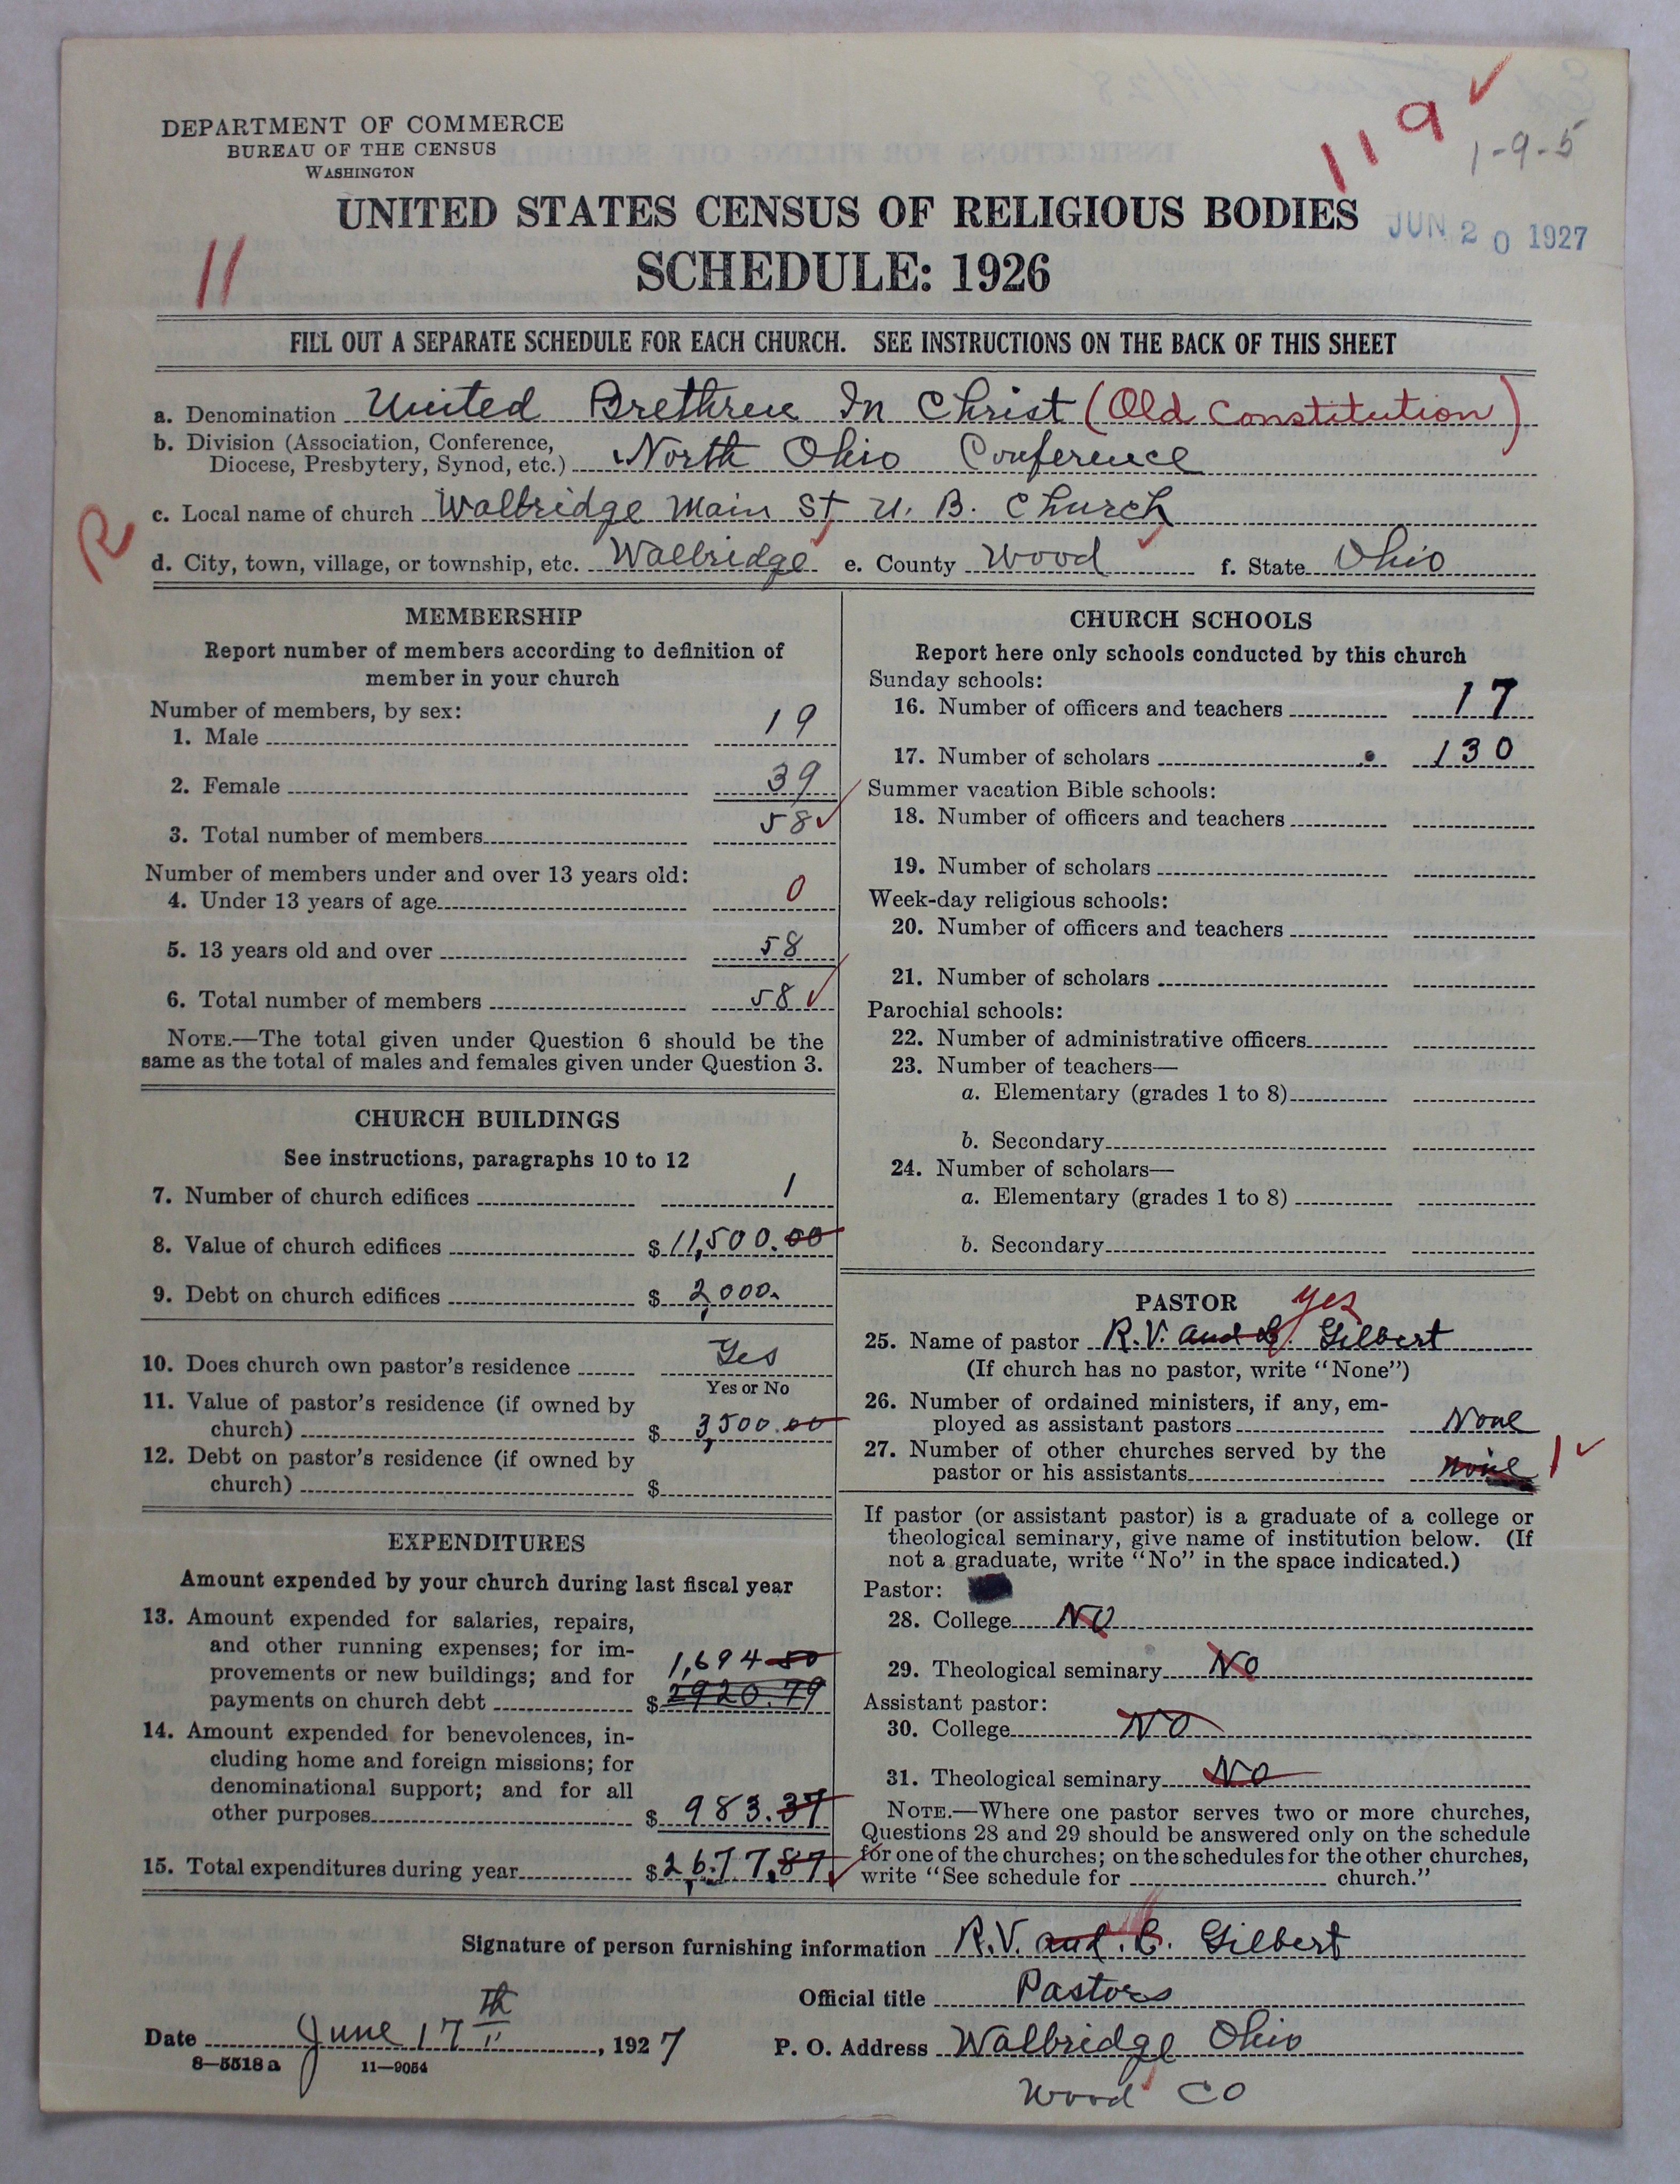 119 ✓
1-9-5
DEPARTMENT OF COMMERCE
BUREAU OF THE CENSUS
WASHINGTON
UNITED STATES CENSUS OF RELIGIOUS BODIES
JUN 20 1927
11
SCHEDULE: 1926
FILL OUT A SEPARATE SCHEDULE FOR EACH CHURCH. SEE INSTRUCTIONS ON THE BACK OF THIS SHEET
a. Denomination United Brethren In Christ (Old Constitution)
b. Division (Association, Conference,
Diocese, Presbytery, Synod, etc.) North Ohio Conference
R
c. Local name of church Walbridge Main St U. B. Church
d. City, town, village, or township, etc. Walbridge e. County Wood f. State Ohio
MEMBERSHIP
Report number of members according to definition of
member in your church
Number of members, by sex:
1. Male 19
2. Female 39
3. Total number of members 58 ✓
Number of members under and over 13 years old:
4. Under 13 years of age 0
5. 13 years old and over 58
6. Total number of members 58 ✓
NOTE.—The total given under Question 6 should be the
same as the total of males and females given under Question 3.
CHURCH BUILDINGS
See instructions, paragraphs 10 to 12
7. Number of church edifices 1
8. Value of church edifices $ 11,500.00
9. Debt on church edifices $ 2,000.
10. Does church own pastor's residence Yes
Yes or No
11. Value of pastor's residence (if owned by
church) $ 3,500.00
12. Debt on pastor's residence (if owned by
church) $
EXPENDITURES
Amount expended by your church during last fiscal year
13. Amount expended for salaries, repairs,
and other running expenses; for im-
provements or new buildings; and for 1,694 50
payments on church debt $ 2920.79
14. Amount expended for benevolences, in-
cluding home and foreign missions; for
denominational support; and for all
other purposes $ 983.37
15. Total expenditures during year $ 2,677.87 ✓
CHURCH SCHOOLS
Report here only schools conducted by this church
Sunday schools:
16. Number of officers and teachers 17
17. Number of scholars 130
Summer vacation Bible schools:
18. Number of officers and teachers
19. Number of scholars
Week-day religious schools:
20. Number of officers and teachers
21. Number of scholars
Parochial schools:
22. Number of administrative officers
23. Number of teachers—
a. Elementary (grades 1 to 8)
b. Secondary
24. Number of scholars—
a. Elementary (grades 1 to 8)
b. Secondary
PASTOR yes
25. Name of pastor R.V. and C. Gilbert
(If church has no pastor, write "None")
26. Number of ordained ministers, if any, em-
ployed as assistant pastors None
27. Number of other churches served by the
pastor or his assistants none 1 ✓
If pastor (or assistant pastor) is a graduate of a college or
theological seminary, give name of institution below. (If
not a graduate, write "No" in the space indicated.)
Pastor:
28. College No
29. Theological seminary No
Assistant pastor:
30. College No
31. Theological seminary No
NOTE.—Where one pastor serves two or more churches,
Questions 28 and 29 should be answered only on the schedule
for one of the churches; on the schedules for the other churches,
write "See schedule for church."
Signature of person furnishing information R.V. and C. Gilbert
Official title Pastors
Date June 17th, 1927
P. O. Address Walbridge Ohio
Wood Co
8—5518a 11—9054